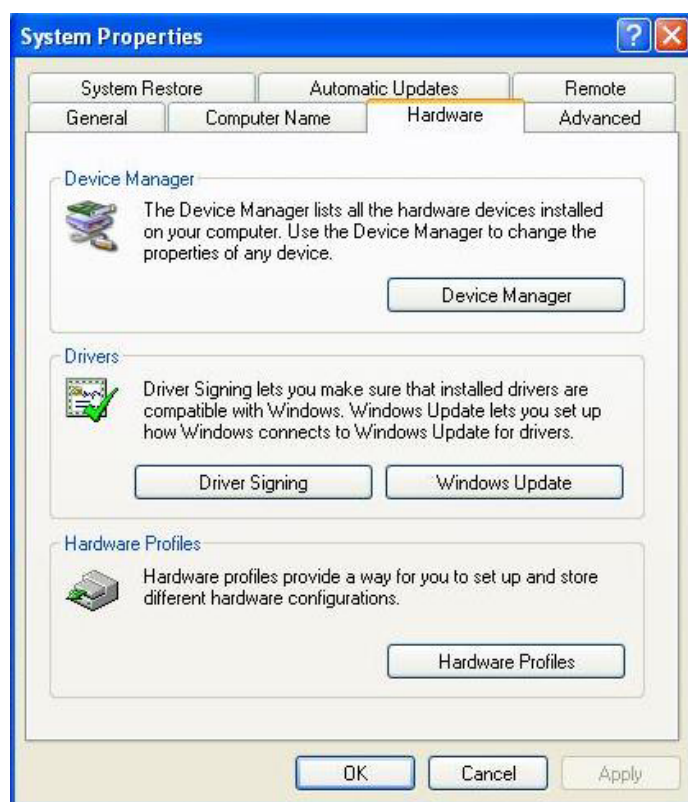 System Properties
System Restore Automatic Updates Remote
General Computer Name Hardware Advanced
Device Manager
The Device Manager lists all the hardware devices installed
on your computer. Use the Device Manager to change the
properties of any device.
Device Manager
Drivers
Driver Signing lets you make sure that installed drivers are
compatible with Windows. Windows Update lets you set up
how Windows connects to Windows Update for drivers.
Driver Signing Windows Update
Hardware Profiles
Hardware profiles provide a way for you to set up and store
different hardware configurations.
Hardware Profiles
OK Cancel Apply